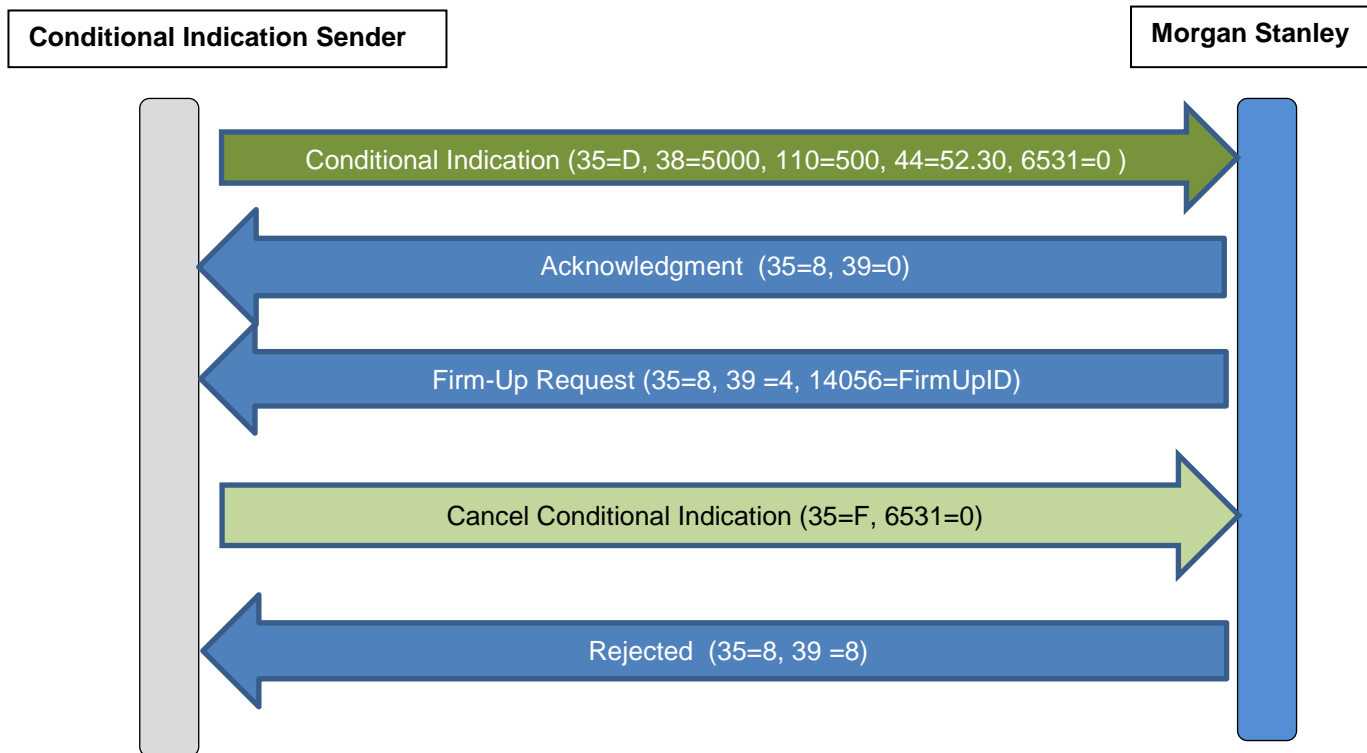 Conditional Indication Sender
Morgan Stanley
Conditional Indication (35=D, 38=5000, 110=500, 44=52.30, 6531=0 )
Acknowledgment  (35=8, 39=0)
Firm-Up Request (35=8, 39 =4, 14056=FirmUpID)
Cancel Conditional Indication (35=F, 6531=0)
Rejected  (35=8, 39 =8)